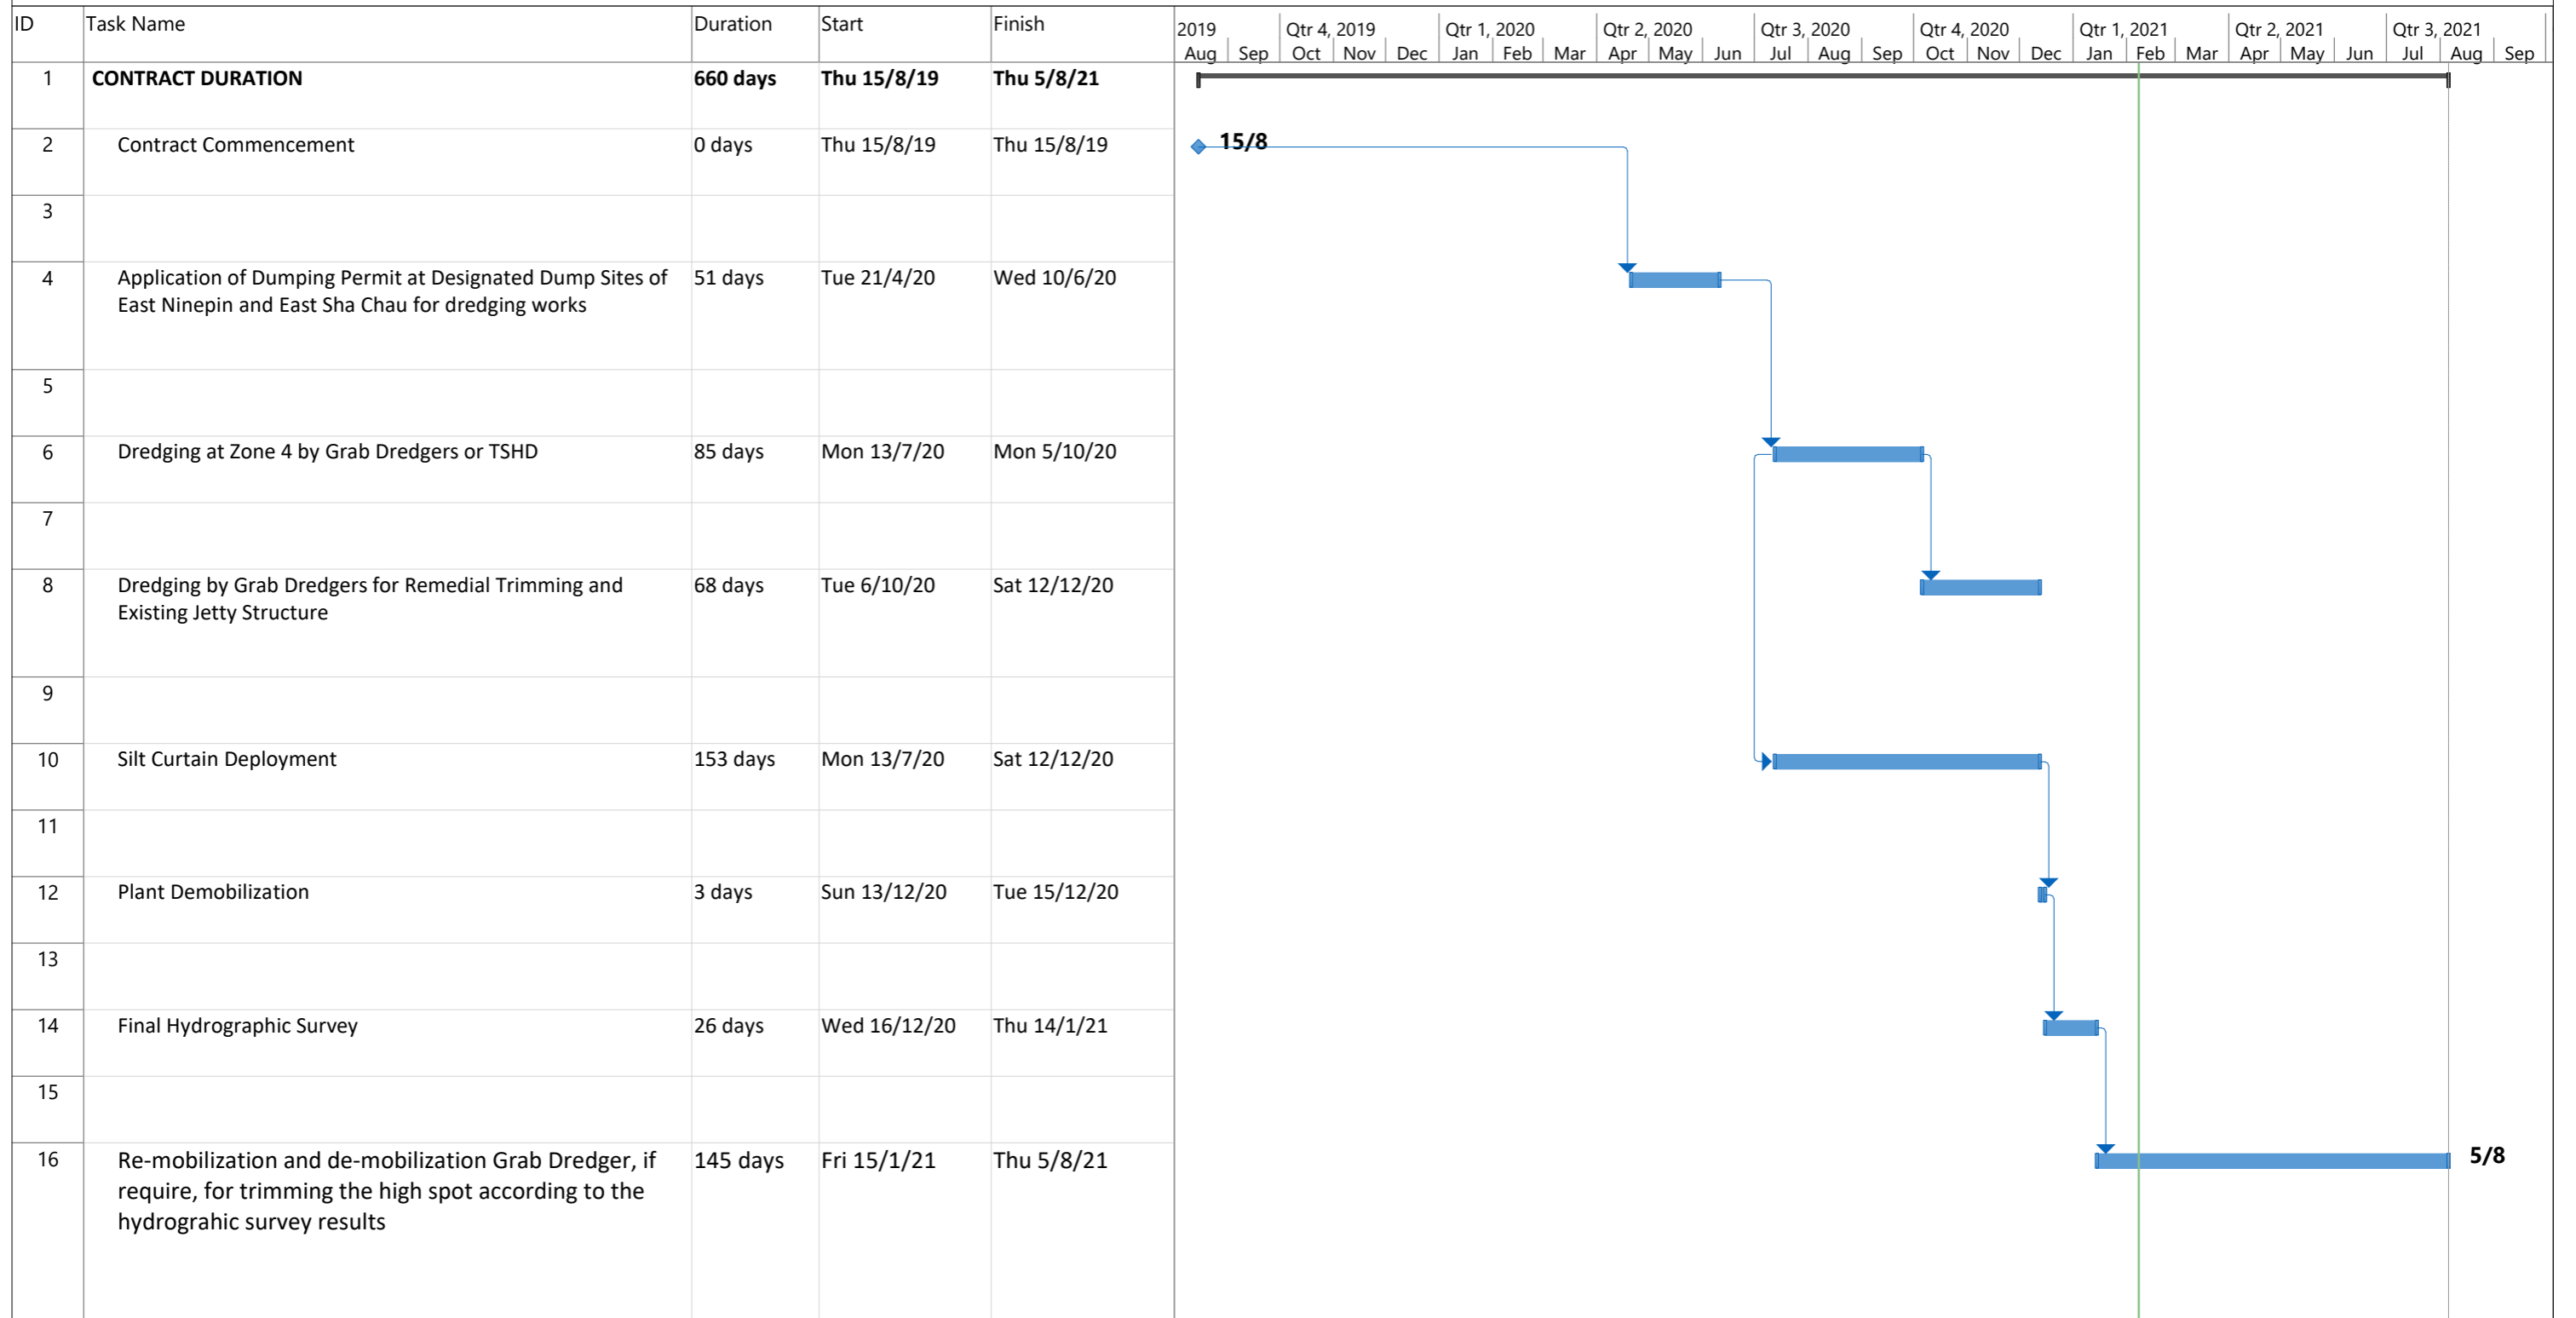 ID Task Name Duration Start Finish
2019 Qtr 4, 2019 Qtr 1, 2020 Qtr 2, 2020 Qtr 3, 2020 Qtr 4, 2020 Qtr 1, 2021 Qtr 2, 2021 Qtr 3, 2021
Aug Sep Oct Nov Dec Jan Feb Mar Apr May Jun Jul Aug Sep Oct Nov Dec Jan Feb Mar Apr May Jun Jul Aug Sep
1 CONTRACT DURATION 660 days Thu 15/8/19 Thu 5/8/21
2 Contract Commencement 0 days Thu 15/8/19 Thu 15/8/19 15/8
3
4 Application of Dumping Permit at Designated Dump Sites of 51 days Tue 21/4/20 Wed 10/6/20
East Ninepin and East Sha Chau for dredging works
5
6 Dredging at Zone 4 by Grab Dredgers or TSHD 85 days Mon 13/7/20 Mon 5/10/20
7
8 Dredging by Grab Dredgers for Remedial Trimming and 68 days Tue 6/10/20 Sat 12/12/20
Existing Jetty Structure
9
10 Silt Curtain Deployment 153 days Mon 13/7/20 Sat 12/12/20
11
12 Plant Demobilization 3 days Sun 13/12/20 Tue 15/12/20
13
14 Final Hydrographic Survey 26 days Wed 16/12/20 Thu 14/1/21
15
16 Re-mobilization and de-mobilization Grab Dredger, if 145 days Fri 15/1/21 Thu 5/8/21 5/8
require, for trimming the high spot according to the
hydrograhic survey results